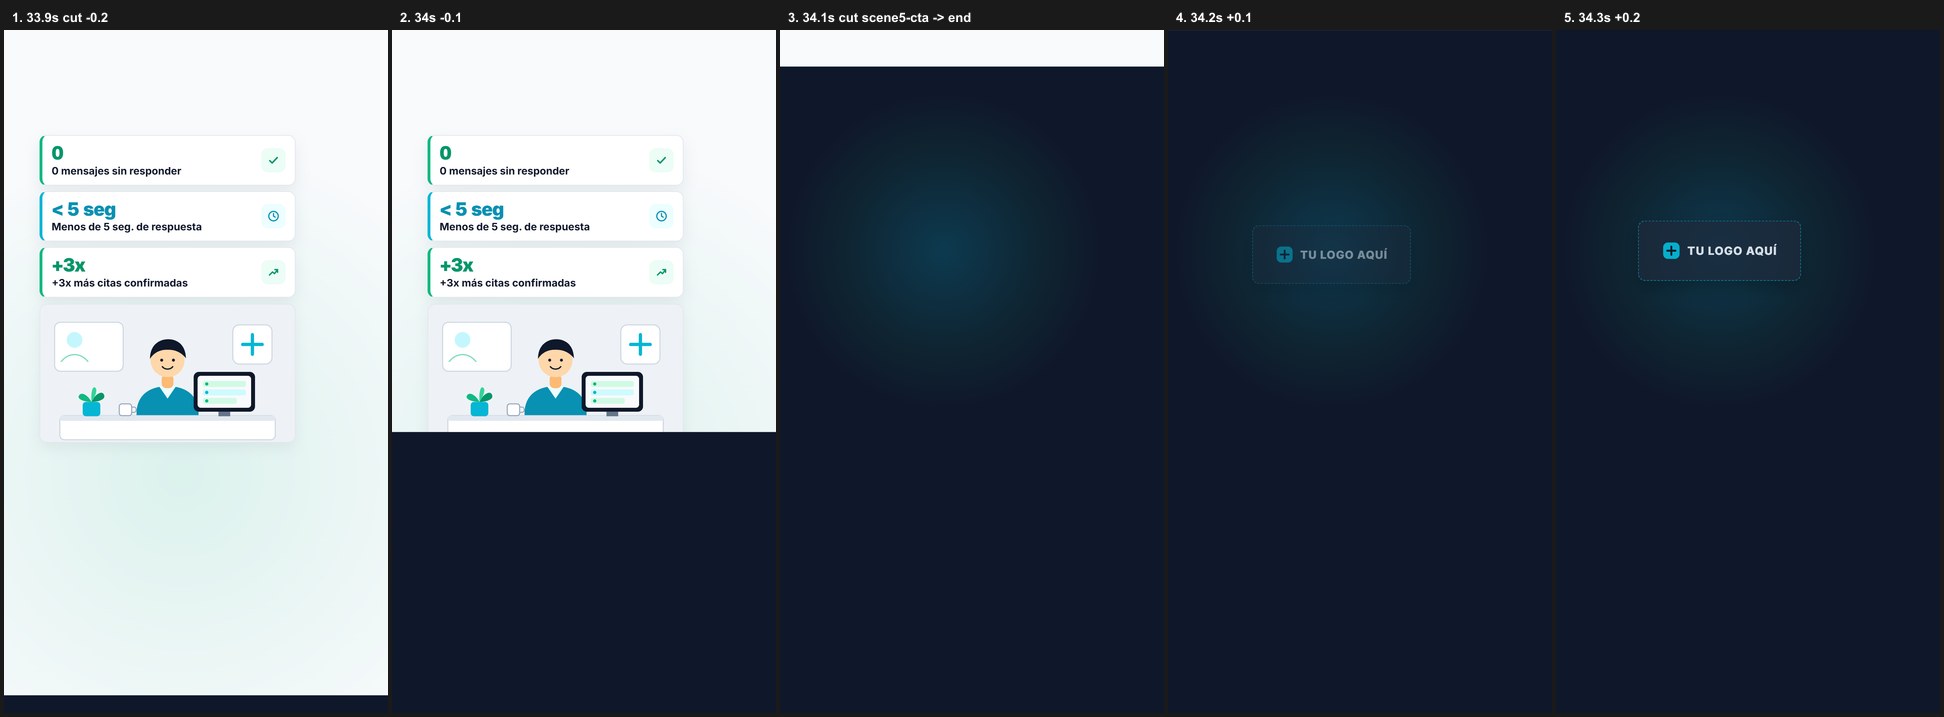 1. 33.9s cut -0.2
0
0 mensajes sin responder
< 5 seg
Menos de 5 seg. de respuesta
+3x
+3x más citas confirmadas
2. 34s -0.1
0
0 mensajes sin responder
< 5 seg
Menos de 5 seg. de respuesta
+3x
+3x más citas confirmadas
3. 34.1s cut scene5-cta -> end
4. 34.2s +0.1
TU LOGO AQUÍ
5. 34.3s +0.2
TU LOGO AQUÍ